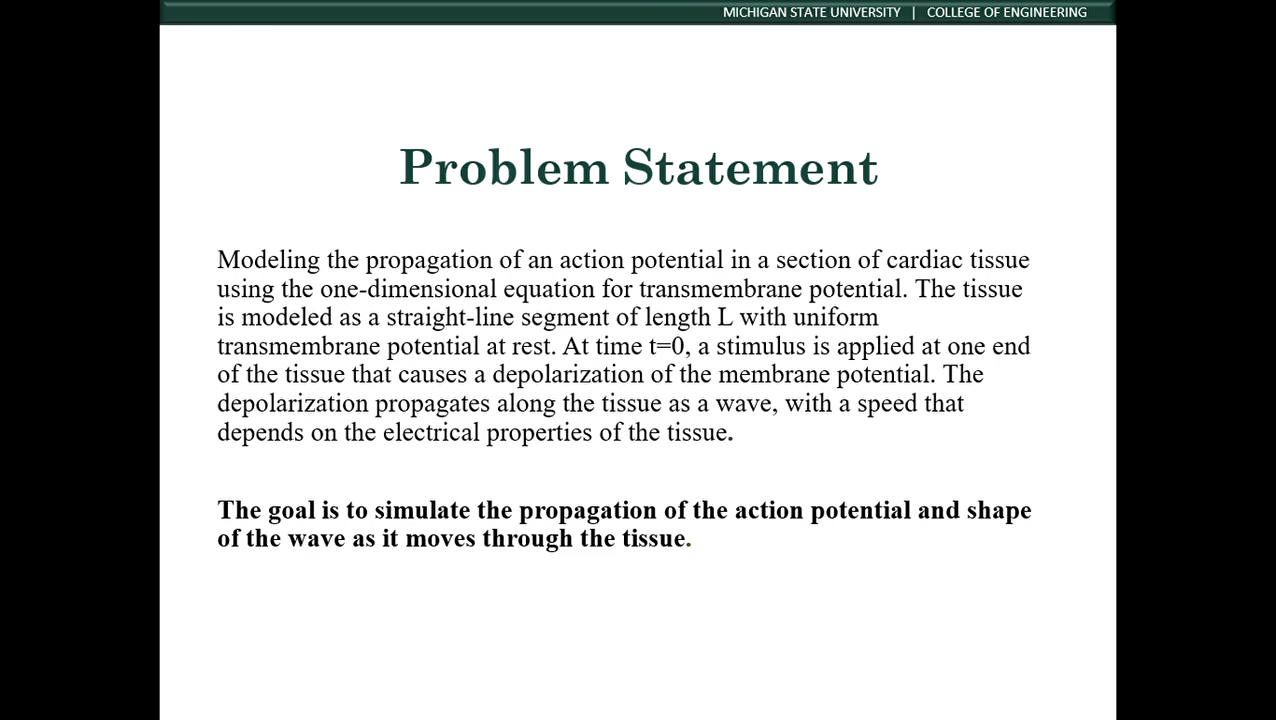 MICHIGAN STATE UNIVERSITY | COLLEGE OF ENGINEERING
Problem Statement
Modeling the propagation of an action potential in a section of cardiac tissue
using the one-dimensional equation for transmembrane potential. The tissue
is modeled as a straight-line segment of length L with uniform
transmembrane potential at rest. At time t=0, a stimulus is applied at one end
of the tissue that causes a depolarization of the membrane potential. The
depolarization propagates along the tissue as a wave, with a speed that
depends on the electrical properties of the tissue.
The goal is to simulate the propagation of the action potential and shape
of the wave as it moves through the tissue.